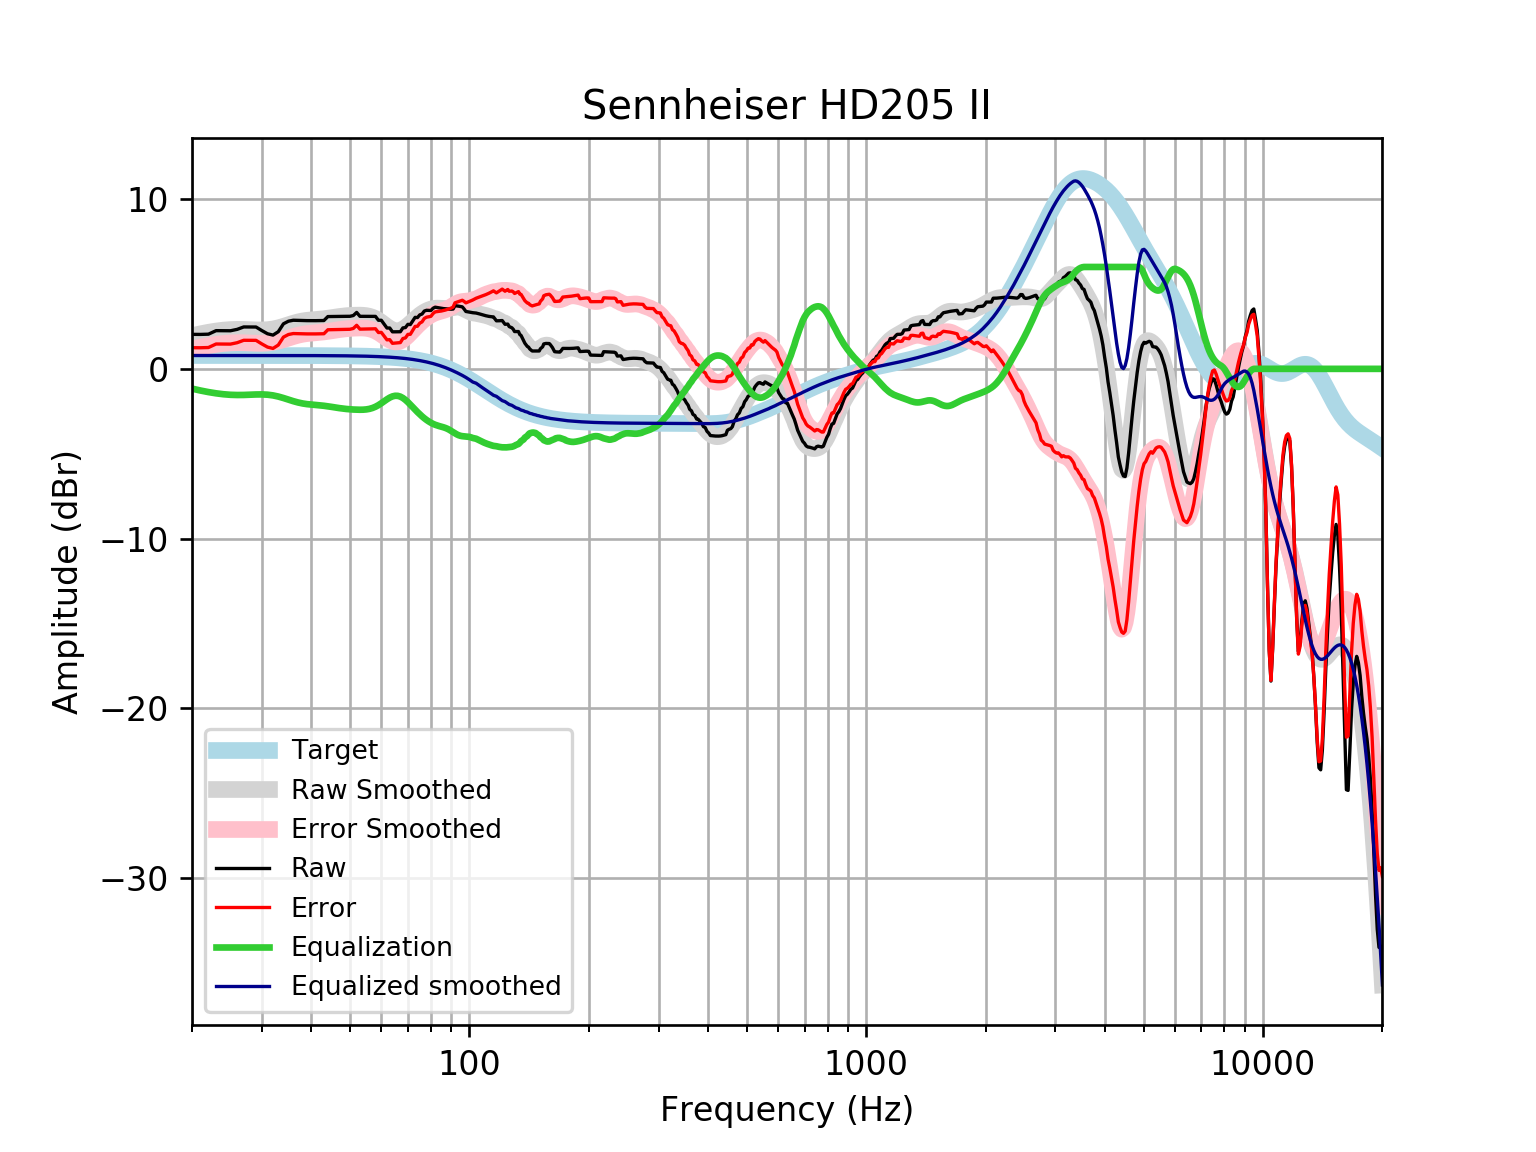 Sennheiser HD205 II
10
0
−10
−20
−30
Amplitude (dBr)
Target
Raw Smoothed
Error Smoothed
Raw
Error
Equalization
Equalized smoothed
100
1000
10000
Frequency (Hz)